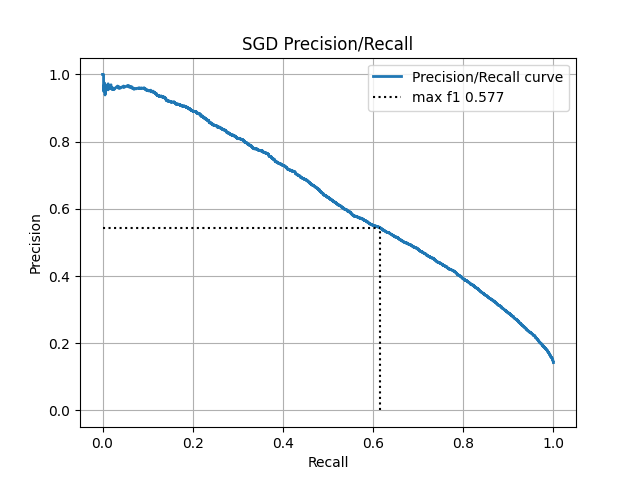 SGD Precision/Recall
Precision/Recall curve
max f1 0.577
Precision
1.0
0.8
0.6
0.4
0.2
0.0
0.0 0.2 0.4 0.6 0.8 1.0
Recall